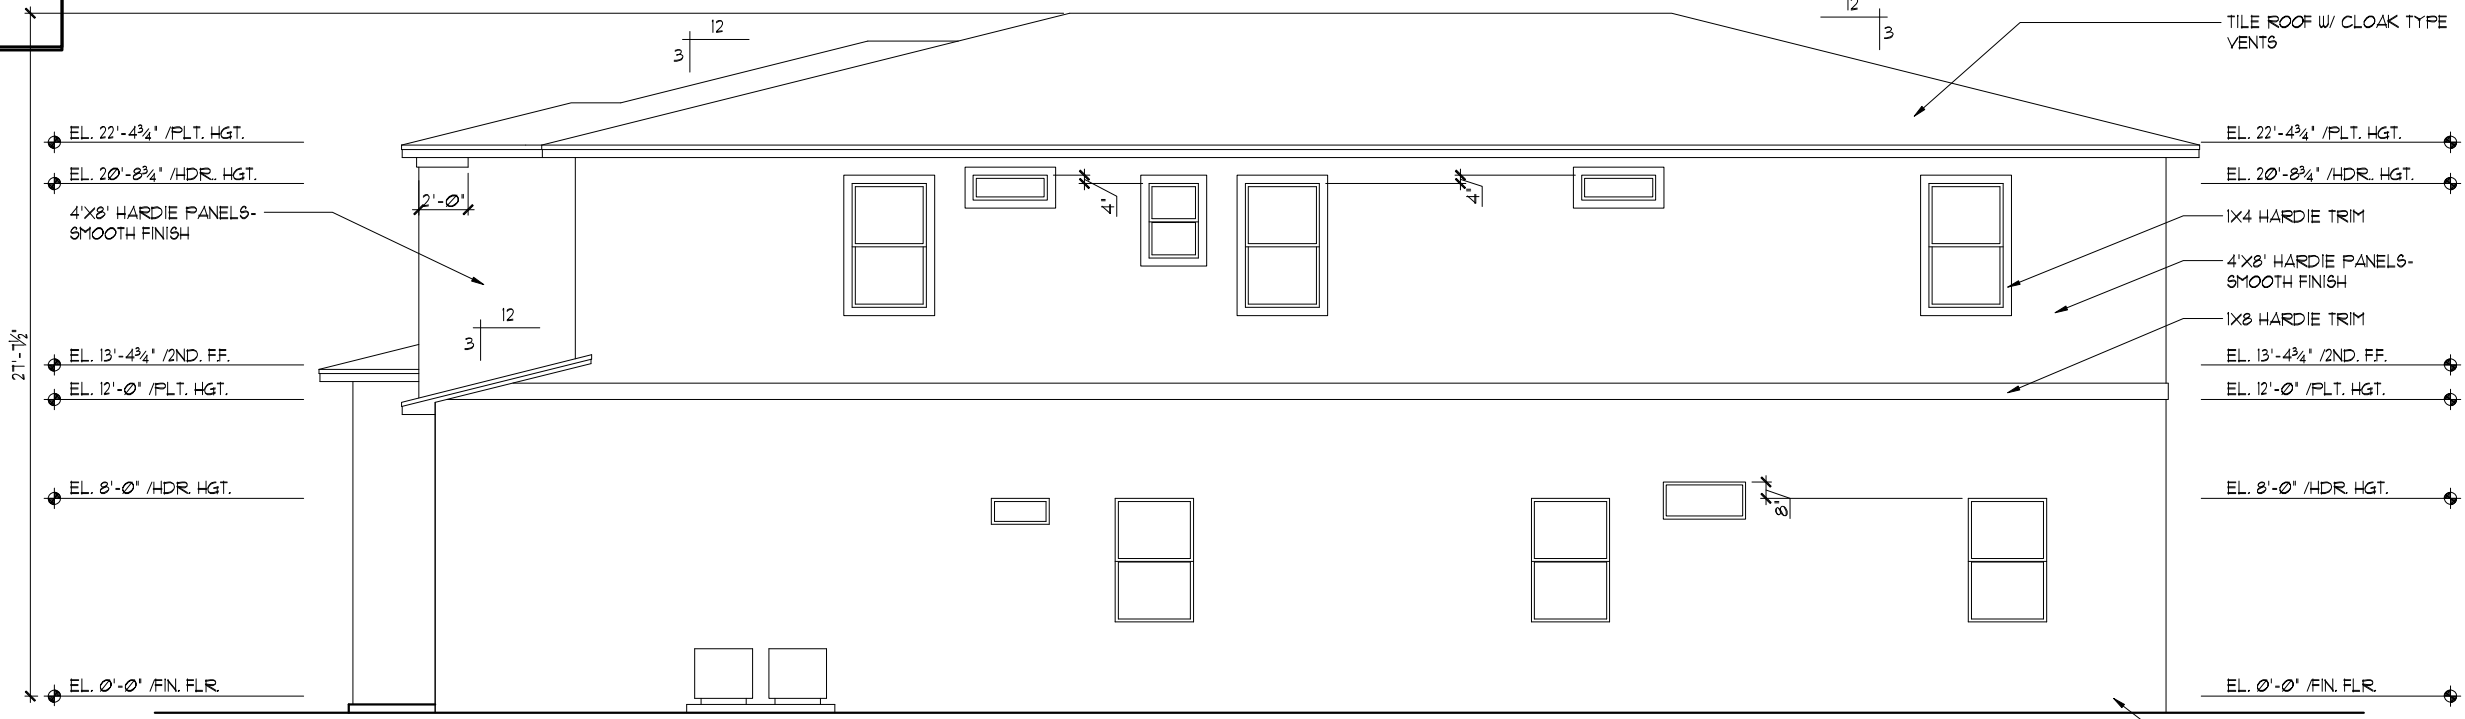 12
3
12
3
TILE ROOF W/ CLOAK TYPE
VENTS
EL. 22'-4¾" /PLT. HGT.
EL. 20'-8¾" /HDR. HGT.
4'X8' HARDIE PANELS-
SMOOTH FINISH
2'-0"
4"
4"
EL. 22'-4¾" /PLT. HGT.
EL. 20'-8¾" /HDR. HGT.
1X4 HARDIE TRIM
4'X8' HARDIE PANELS-
SMOOTH FINISH
1X8 HARDIE TRIM
12
3
27'-7½"
EL. 13'-4¾" /2ND. F.F.
EL. 12'-0" /PLT. HGT.
EL. 13'-4¾" /2ND. F.F.
EL. 12'-0" /PLT. HGT.
EL. 8'-0" /HDR. HGT.
8"
EL. 8'-0" /HDR. HGT.
EL. 0'-0" /FIN. FLR.
EL. 0'-0" /FIN. FLR.